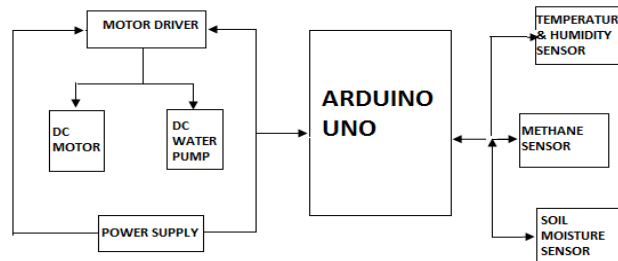 MOTOR DRIVER
DC
MOTOR
DC
WATER
PUMP
POWER SUPPLY
ARDUINO
UNO
TEMPERATUR
& HUMIDITY
SENSOR
METHANE
SENSOR
SOIL
MOISTURE
SENSOR